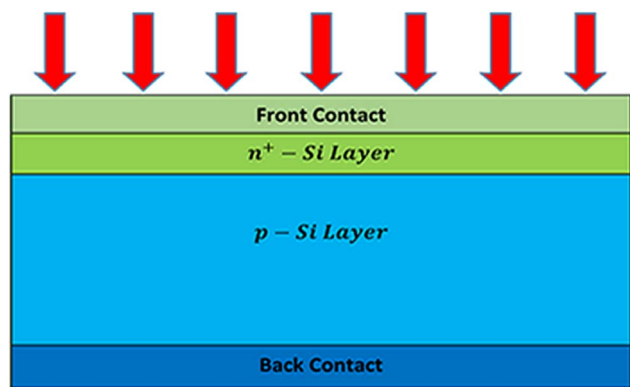 Front Contact
n⁺ − Si Layer
p − Si Layer
Back Contact